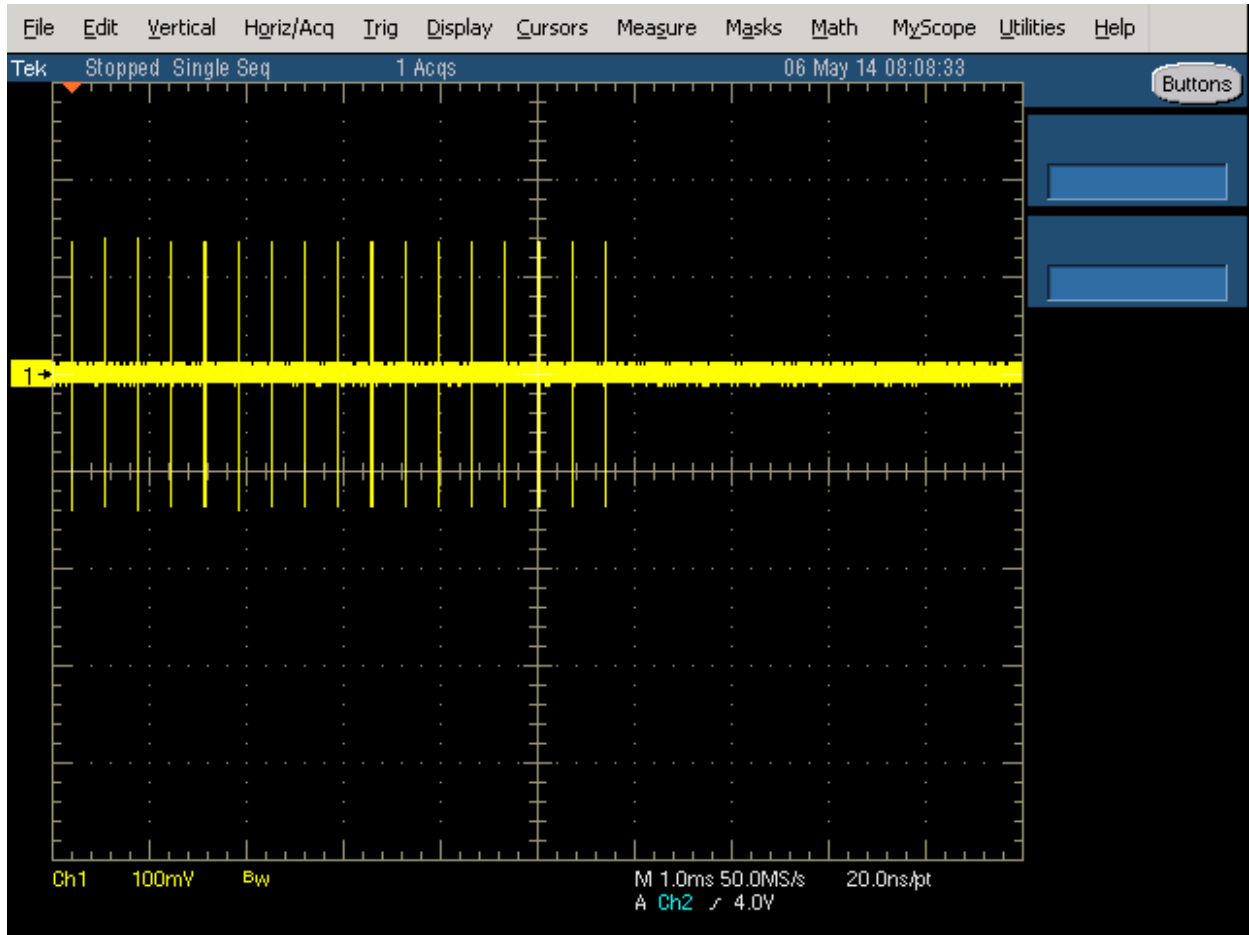 File Edit Vertical Horiz/Acq Trig Display Cursors Measure Masks Math MyScope Utilities Help
Tek Stopped Single Seq 1 Acqs 06 May 14 08:08:33
Buttons
1
Ch1 100mV BW M 1.0ms 50.0MS/s 20.0ns/pt
A Ch2 4.0V